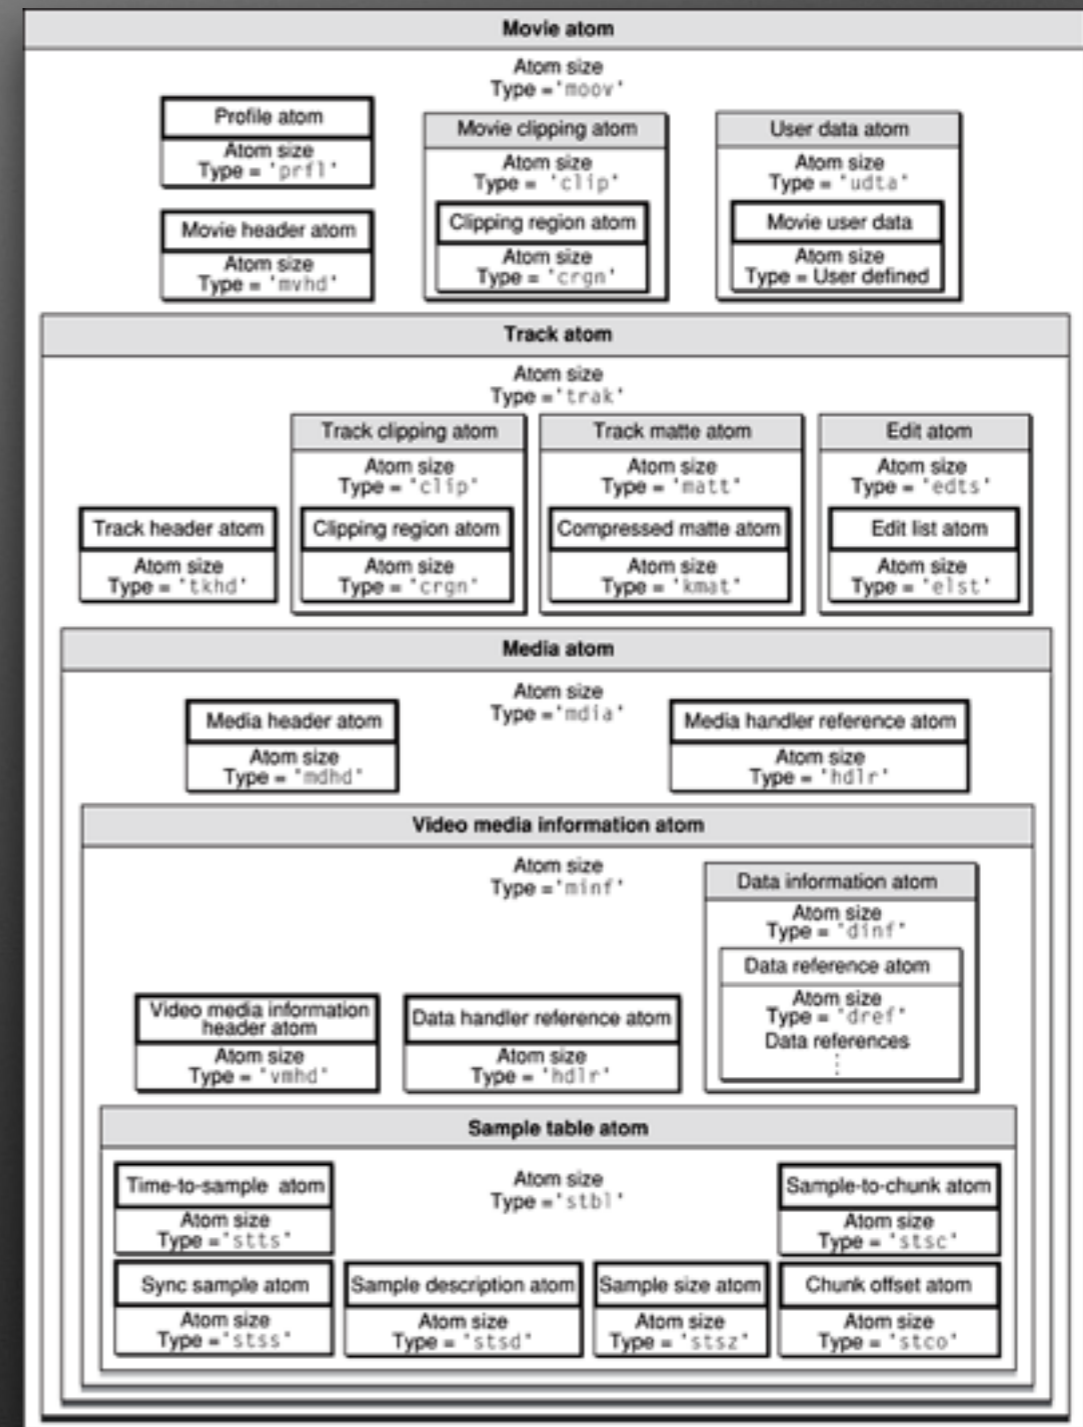 Movie atom
Atom size
Type ='moov'
Profile atom
Atom size
Type = 'prfl'
Movie header atom
Atom size
Type = 'mvhd'
Movie clipping atom
Atom size
Type = 'clip'
Clipping region atom
Atom size
Type = 'crgn'
User data atom
Atom size
Type = 'udta'
Movie user data
Atom size
Type = User defined
Track atom
Atom size
Type ='trak'
Track header atom
Atom size
Type = 'tkhd'
Track clipping atom
Atom size
Type = 'clip'
Clipping region atom
Atom size
Type = 'crgn'
Track matte atom
Atom size
Type = 'matt'
Compressed matte atom
Atom size
Type = 'kmat'
Edit atom
Atom size
Type = 'edts'
Edit list atom
Atom size
Type = 'elst'
Media atom
Atom size
Type ='mdia'
Media header atom
Atom size
Type = 'mdhd'
Media handler reference atom
Atom size
Type = 'hdlr'
Video media information atom
Atom size
Type ='minf'
Video media information
header atom
Atom size
Type = 'vmhd'
Data handler reference atom
Atom size
Type = 'hdlr'
Data information atom
Atom size
Type = 'dinf'
Data reference atom
Atom size
Type = 'dref'
Data references
Sample table atom
Atom size
Type ='stbl'
Time-to-sample atom
Atom size
Type ='stts'
Sample-to-chunk atom
Atom size
Type = 'stsc'
Sync sample atom
Atom size
Type ='stss'
Sample description atom
Atom size
Type = 'stsd'
Sample size atom
Atom size
Type = 'stsz'
Chunk offset atom
Atom size
Type = 'stco'